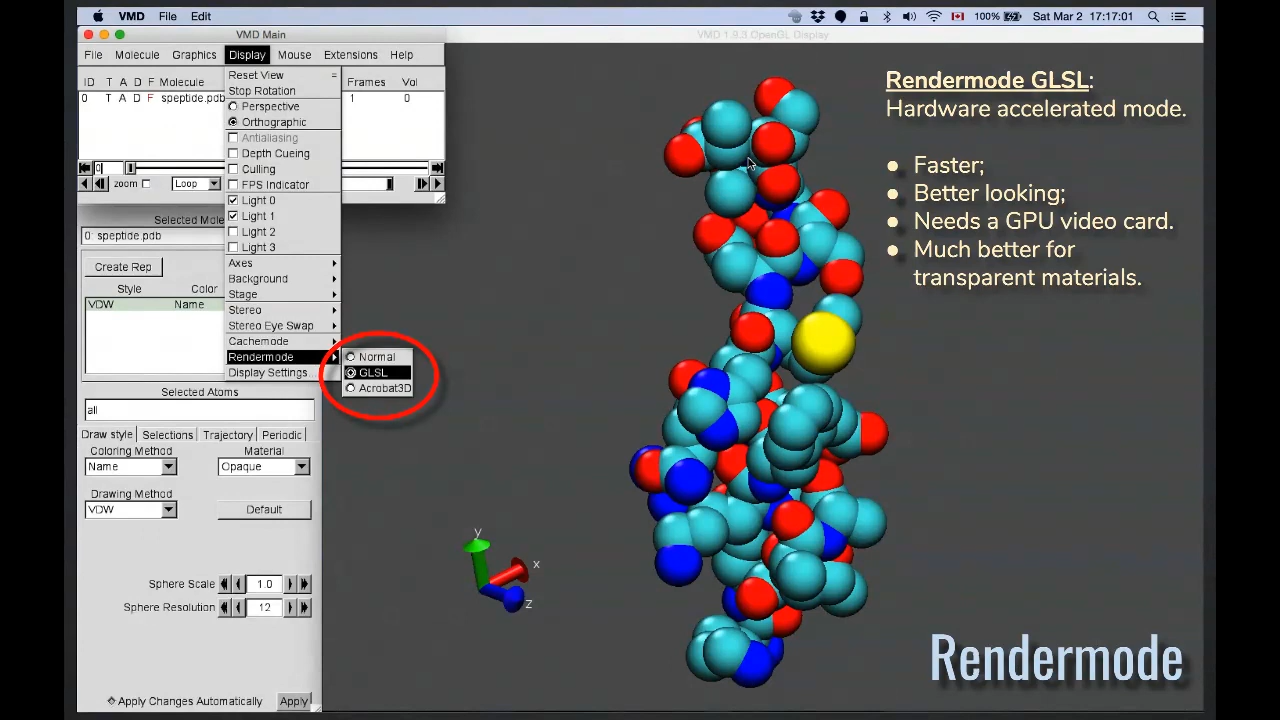 VMD File Edit 100% Sat Mar 2 17:17:01
VMD Main
VMD 1.9.3 OpenGL Display
File Molecule Graphics Display Mouse Extensions Help
ID T A D F Molecule Frames Vol
0 T A D F speptide.pdb 1 0
0
zoom Loop
Reset View =
Stop Rotation
Perspective
Orthographic
Antialiasing
Depth Cueing
Culling
FPS Indicator
Light 0
Light 1
Light 2
Light 3
Axes
Background
Stage
Stereo
Stereo Eye Swap
Cachemode
Rendermode
Display Settings...
Normal
GLSL
Acrobat3D
Selected Mole
0: speptide.pdb
Create Rep
Style Color
VDW Name
Selected Atoms
all
Draw style Selections Trajectory Periodic
Coloring Method Material
Name Opaque
Drawing Method
VDW Default
Sphere Scale 1.0
Sphere Resolution 12
Apply Changes Automatically Apply
y
x
z
Rendermode GLSL:
Hardware accelerated mode.
● Faster;
● Better looking;
● Needs a GPU video card.
● Much better for
transparent materials.
Rendermode